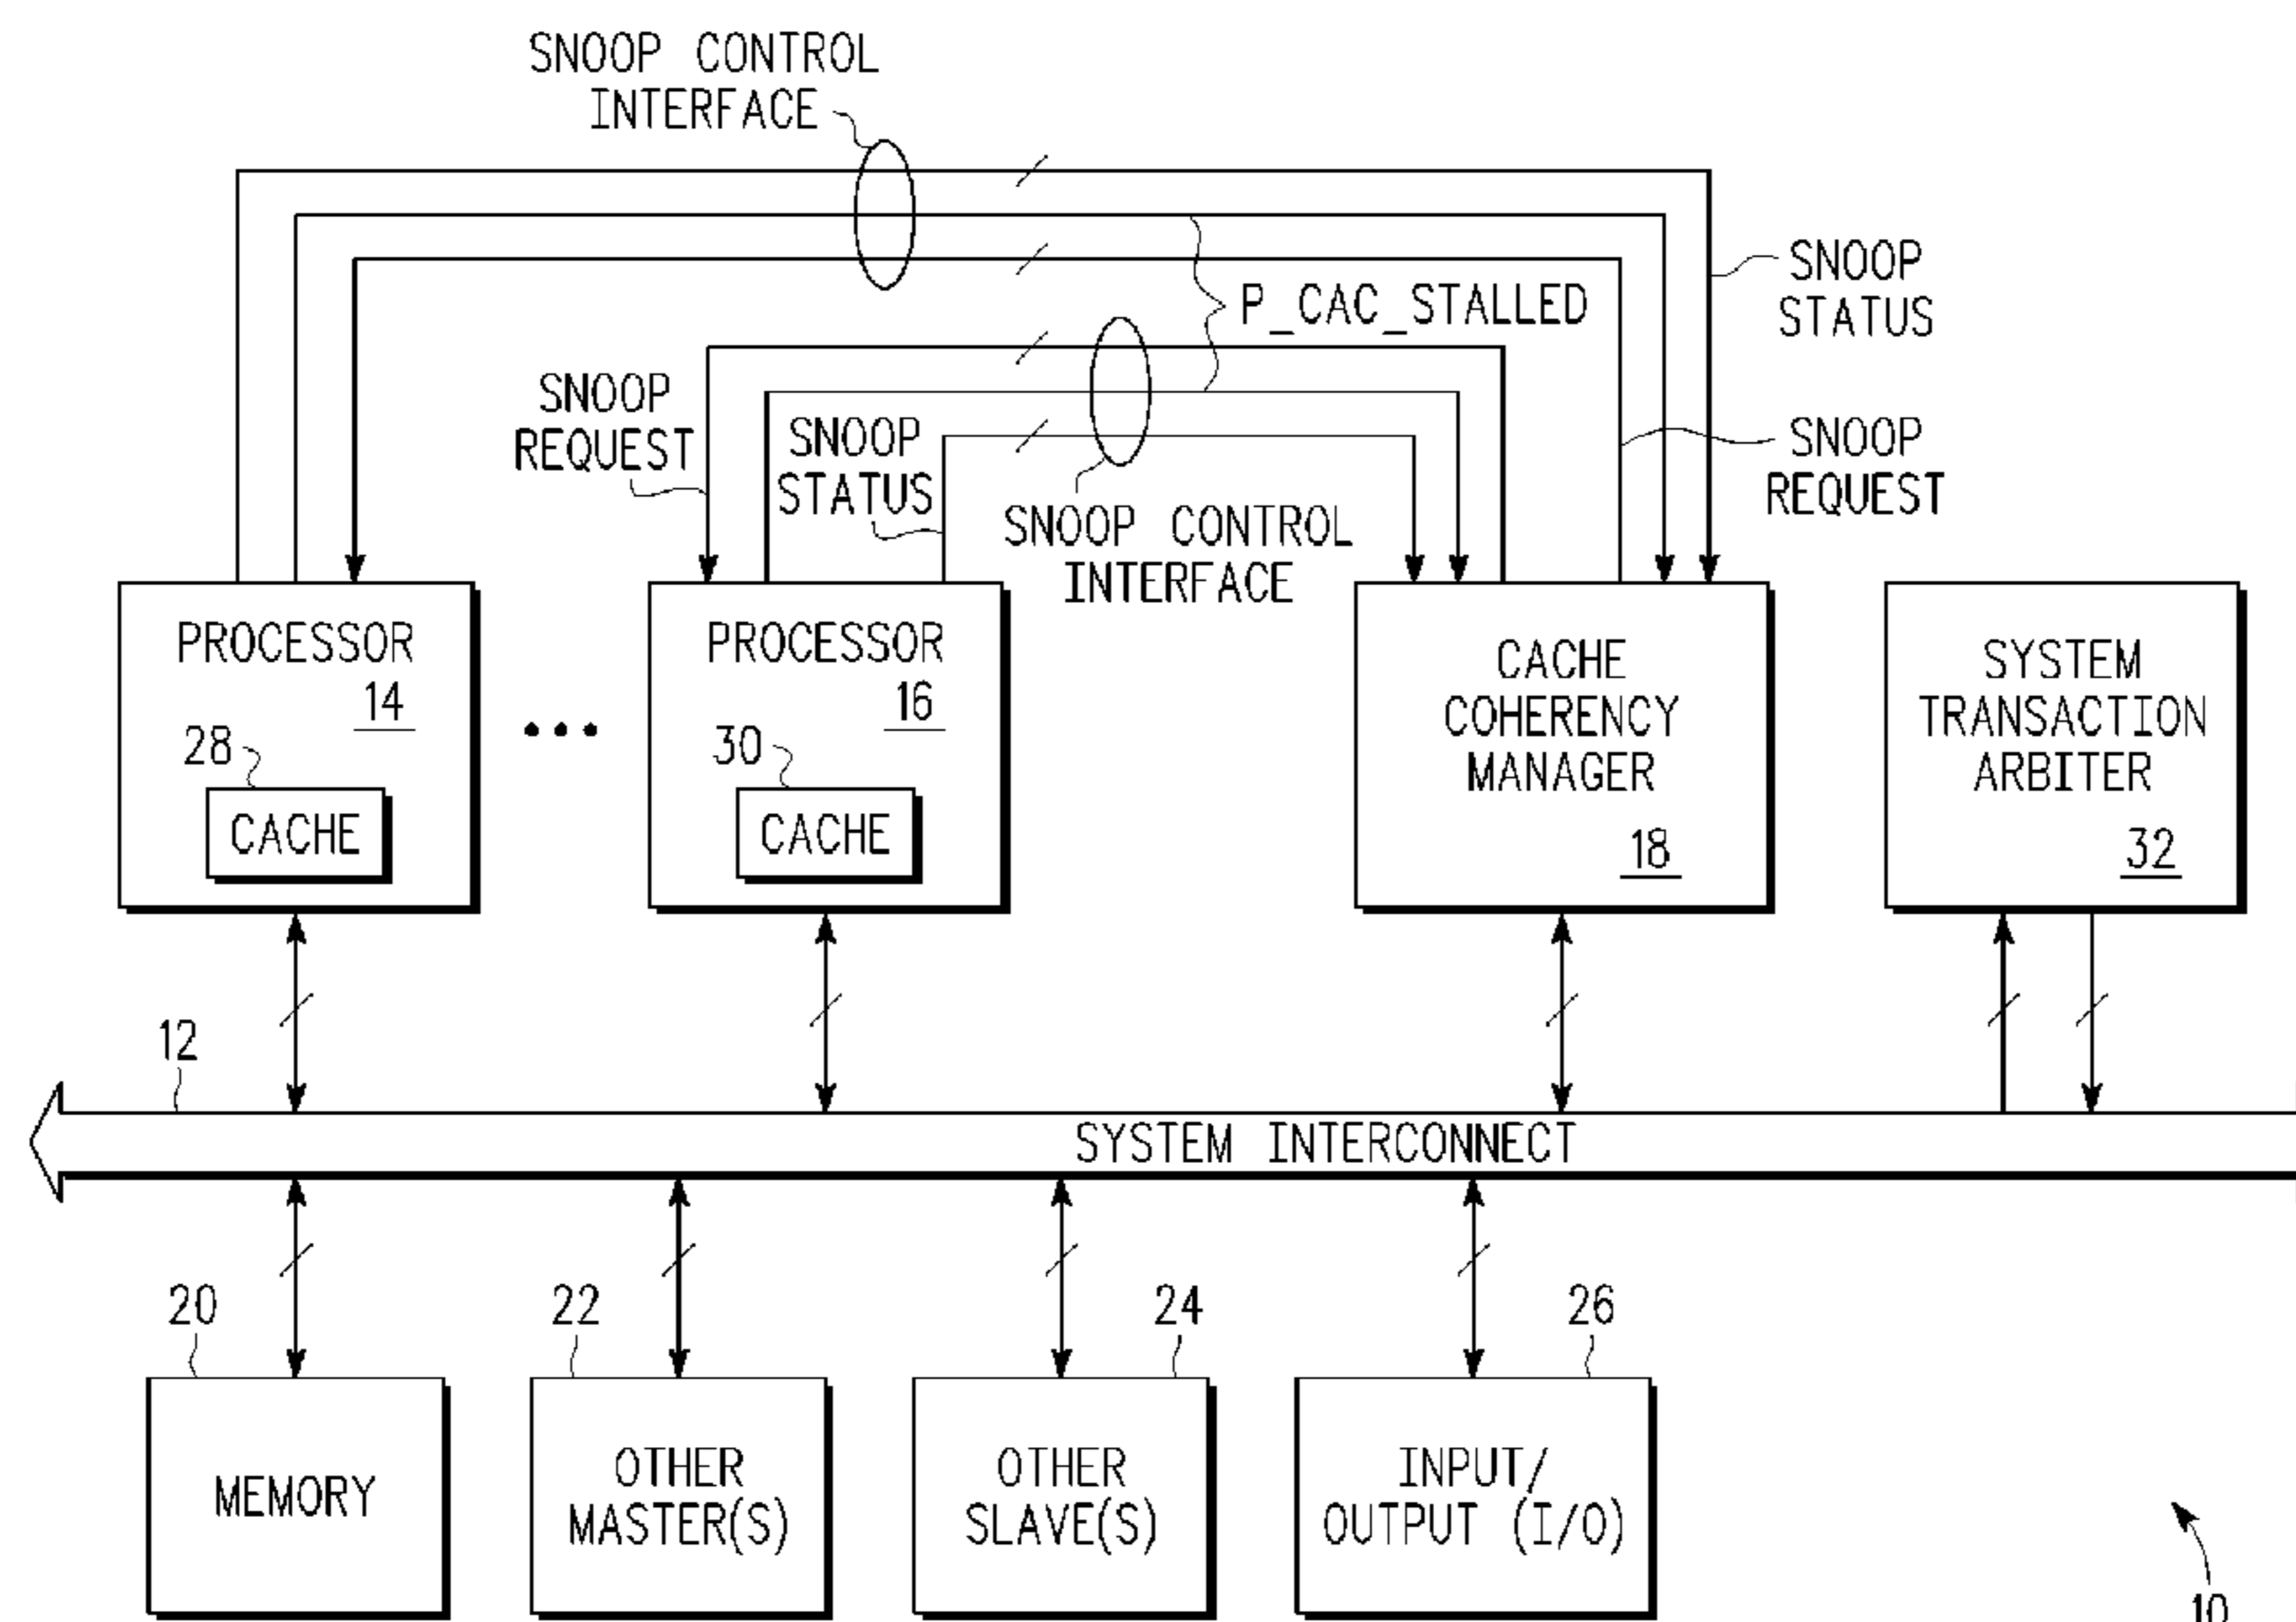 SNOOP CONTROL
INTERFACE
SNOOP
STATUS
P_CAC_STALLED
SNOOP
REQUEST
SNOOP
STATUS
SNOOP
REQUEST
SNOOP CONTROL
INTERFACE
PROCESSOR
14
28
CACHE
PROCESSOR
16
30
CACHE
CACHE
COHERENCY
MANAGER
18
SYSTEM
TRANSACTION
ARBITER
32
12
SYSTEM INTERCONNECT
20
MEMORY
22
OTHER
MASTER(S)
24
OTHER
SLAVE(S)
26
INPUT/
OUTPUT (I/O)
10